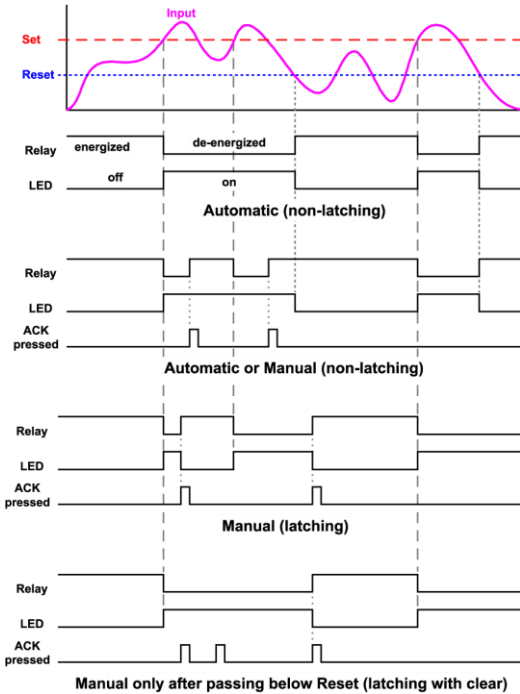 Input
Set
Reset
energized de-energized
Relay
off on
LED
Automatic (non-latching)
Relay
LED
ACK
pressed
Automatic or Manual (non-latching)
Relay
LED
ACK
pressed
Manual (latching)
Relay
LED
ACK
pressed
Manual only after passing below Reset (latching with clear)